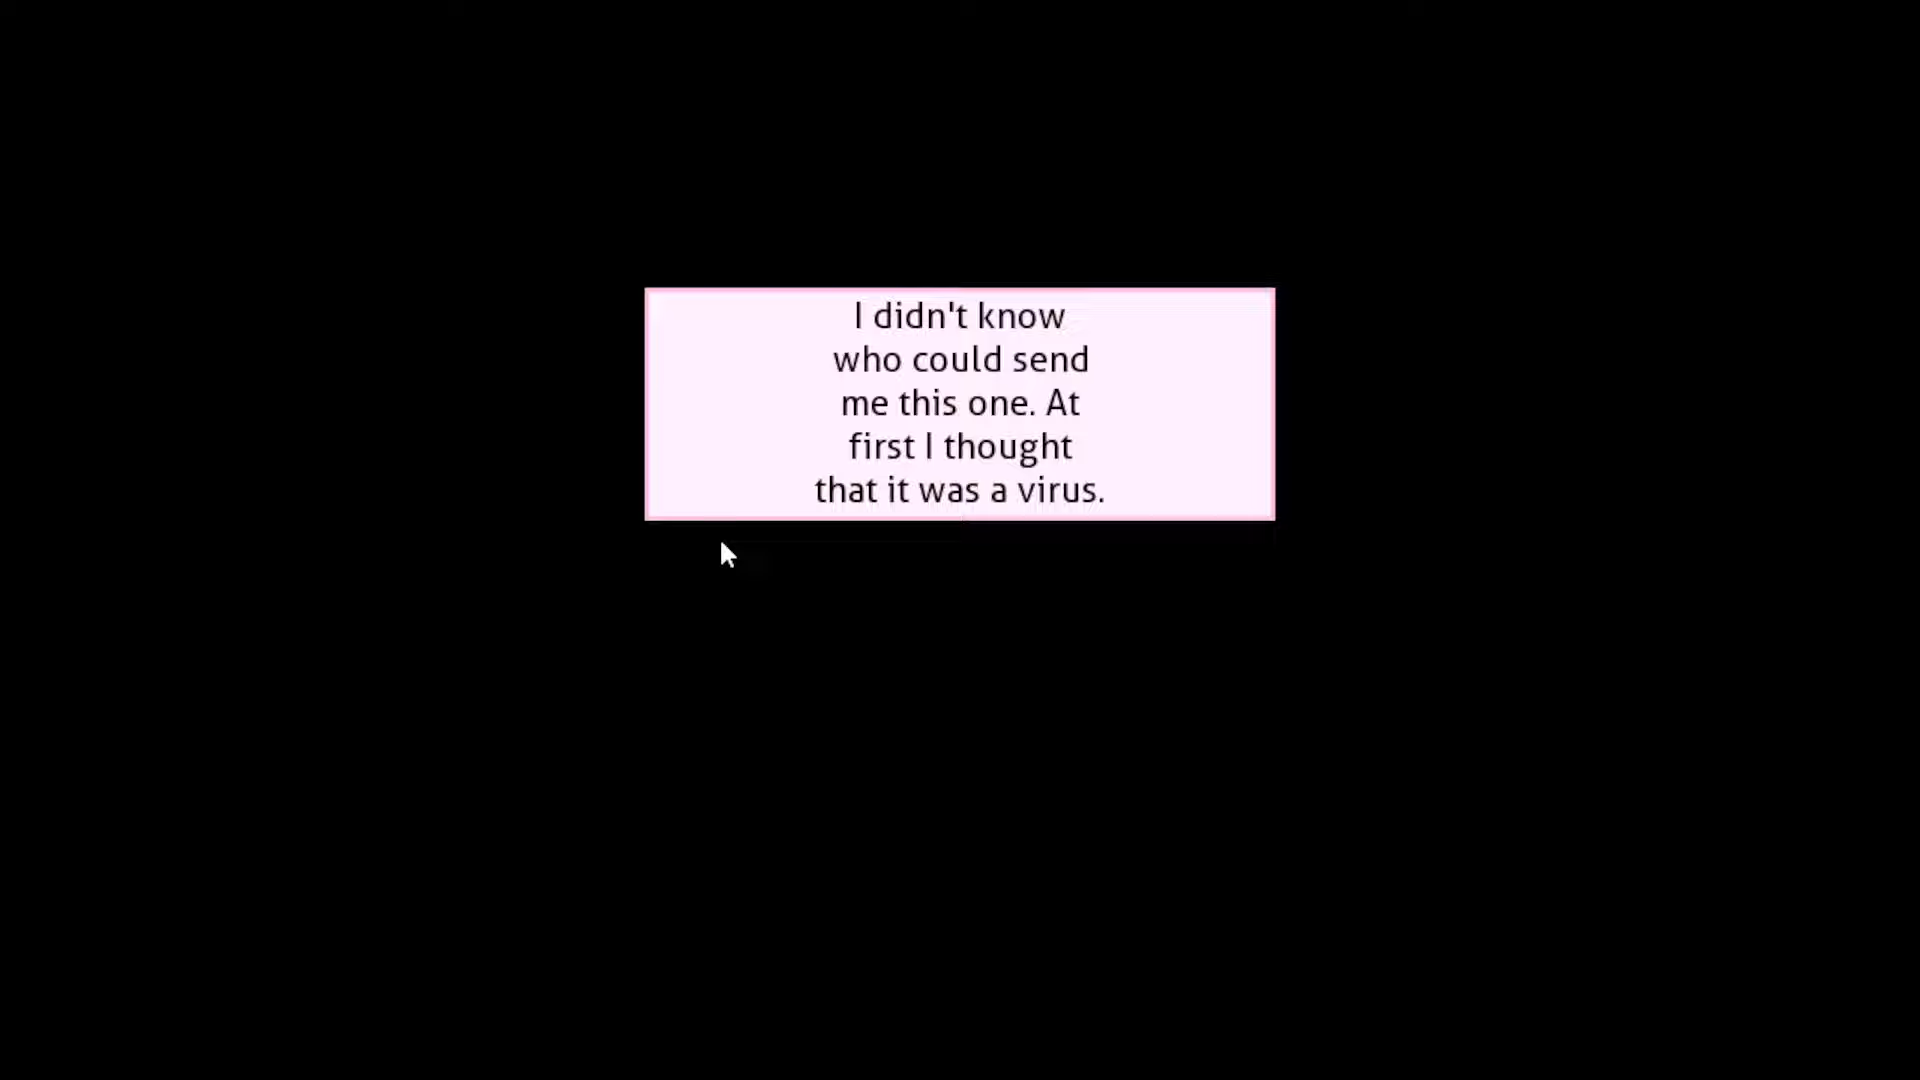 I didn't know
who could send
me this one. At
first I thought
that it was a virus.